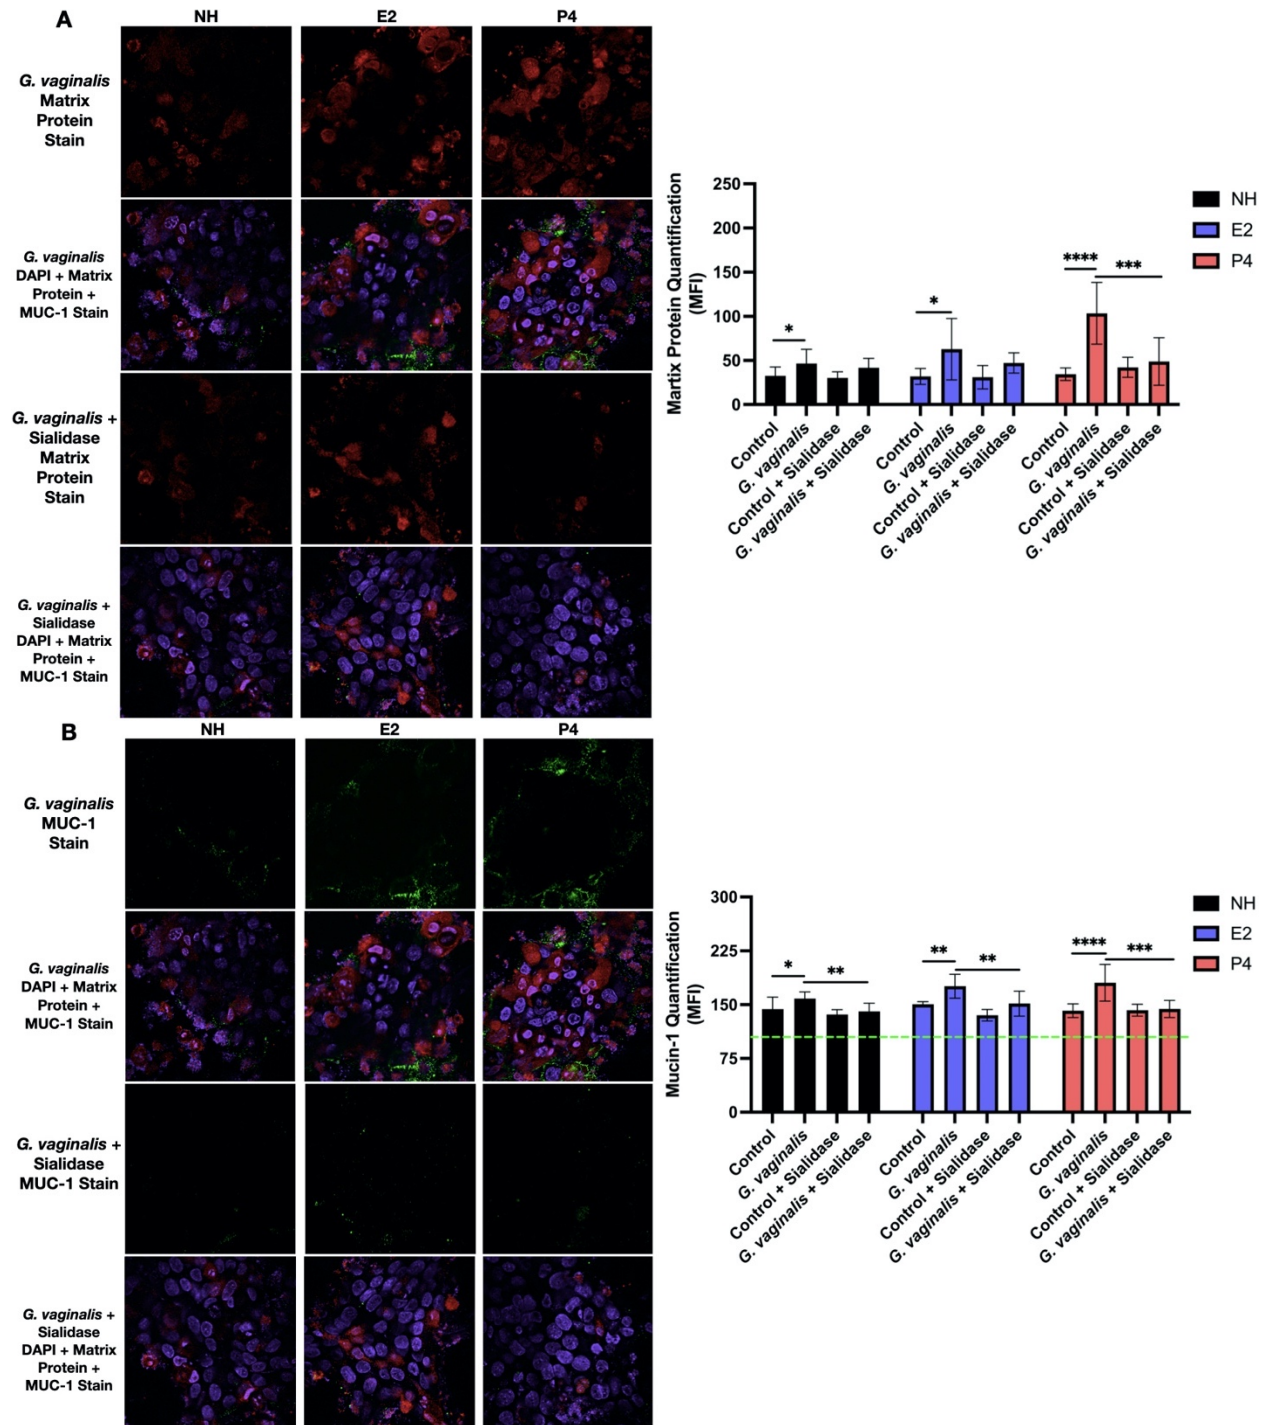 A
NH
E2
P4
G. vaginalis
Matrix
Protein
Stain
G. vaginalis
DAPI + Matrix
Protein +
MUC-1 Stain
G. vaginalis +
Sialidase
Matrix
Protein
Stain
G. vaginalis +
Sialidase
DAPI + Matrix
Protein +
MUC-1 Stain
Martix Protein Quantification
(MFI)
250
200
150
100
50
0
*
*
****
***
NH
E2
P4
Control
G. vaginalis
Control + Sialidase
G. vaginalis + Sialidase
Control
G. vaginalis
Control + Sialidase
G. vaginalis + Sialidase
Control
G. vaginalis
Control + Sialidase
G. vaginalis + Sialidase
B
NH
E2
P4
G. vaginalis
MUC-1
Stain
G. vaginalis
DAPI + Matrix
Protein +
MUC-1 Stain
G. vaginalis +
Sialidase
MUC-1 Stain
G. vaginalis +
Sialidase
DAPI + Matrix
Protein +
MUC-1 Stain
Mucin-1 Quantification
(MFI)
300
225
150
75
0
*
**
**
**
****
***
NH
E2
P4
Control
G. vaginalis
Control + Sialidase
G. vaginalis + Sialidase
Control
G. vaginalis
Control + Sialidase
G. vaginalis + Sialidase
Control
G. vaginalis
Control + Sialidase
G. vaginalis + Sialidase